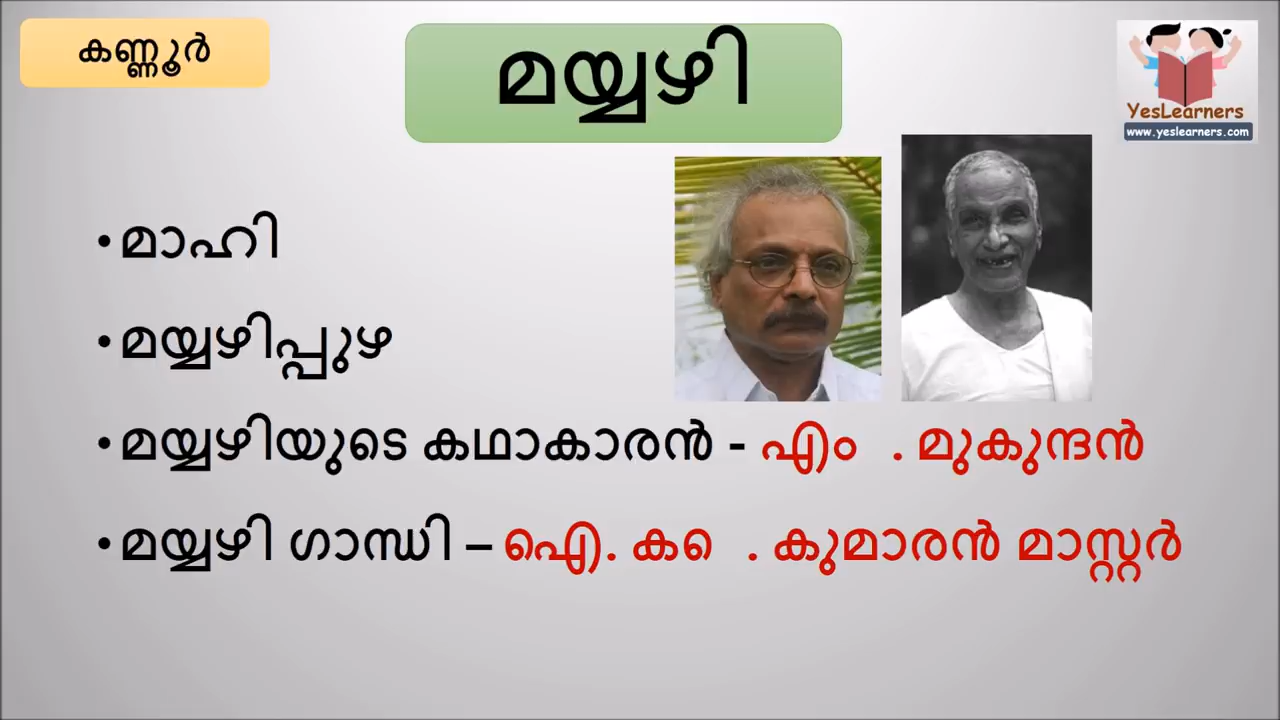 കണ്ണൂർ
മയ്യഴി
YesLearners
www.yeslearners.com
•മാഹി
•മയ്യഴിപ്പുഴ
•മയ്യഴിയുടെ കഥാകാരൻ - എം . മുകുന്ദൻ
•മയ്യഴി ഗാന്ധി – ഐ. കെ . കുമാരൻ മാസ്റ്റർ